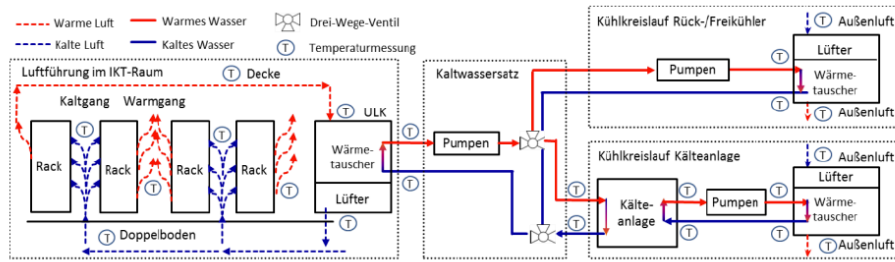 Warme Luft
Warmes Wasser
Drei-Wege-Ventil
Kalte Luft
Kaltes Wasser
T Temperaturmessung
Luftführung im IKT-Raum
T Decke
Kaltgang
Warmgang
T
ULK
T
T
T
Rack
Rack
Rack
Rack
T
T
Wärme-
tauscher
Lüfter
T
T
T
T Doppelboden
Kaltwassersatz
Pumpen
T
T
Kühlkreislauf Rück-/Freikühler
T Außenluft
Pumpen
T
T
Lüfter
Wärme-
tauscher
T Außenluft
Kühlkreislauf Kälteanlage
T Außenluft
Kälte-
anlage
T
T
Pumpen
T
T
Lüfter
Wärme-
tauscher
T Außenluft